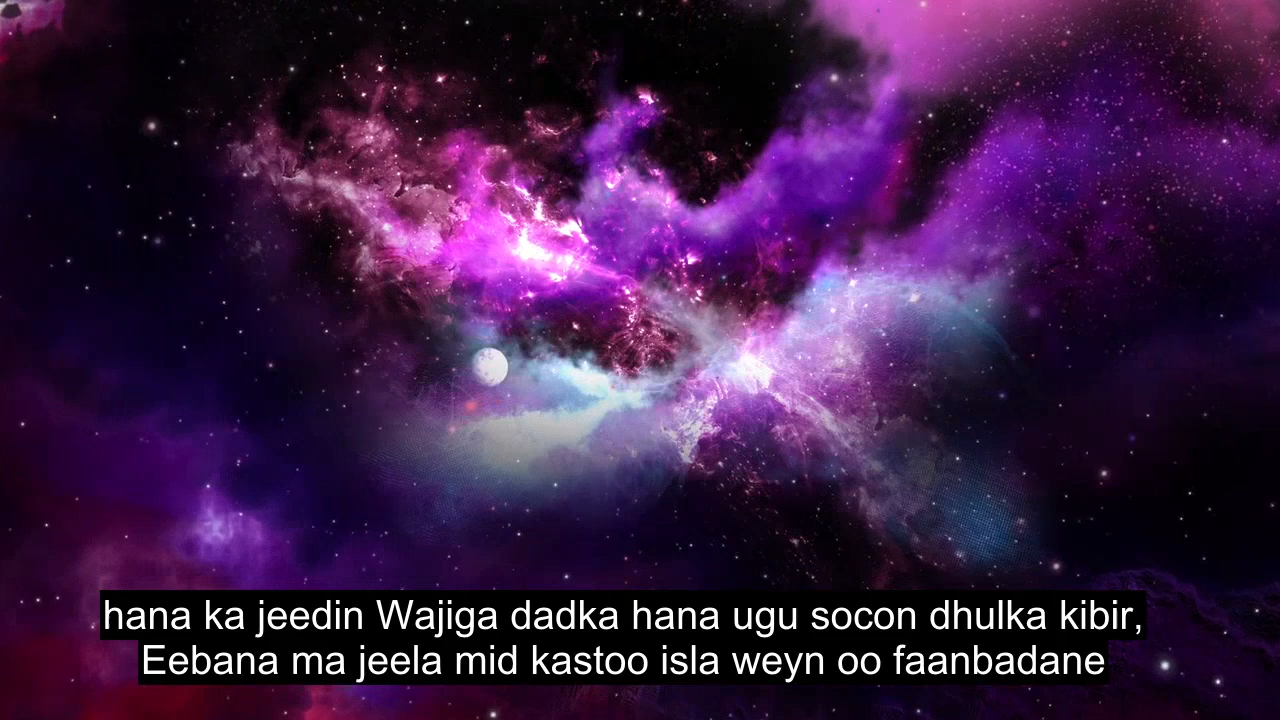 hana ka jeedin Wajiga dadka hana ugu socon dhulka kibir,
Eebana ma jeela mid kastoo isla weyn oo faanbadane